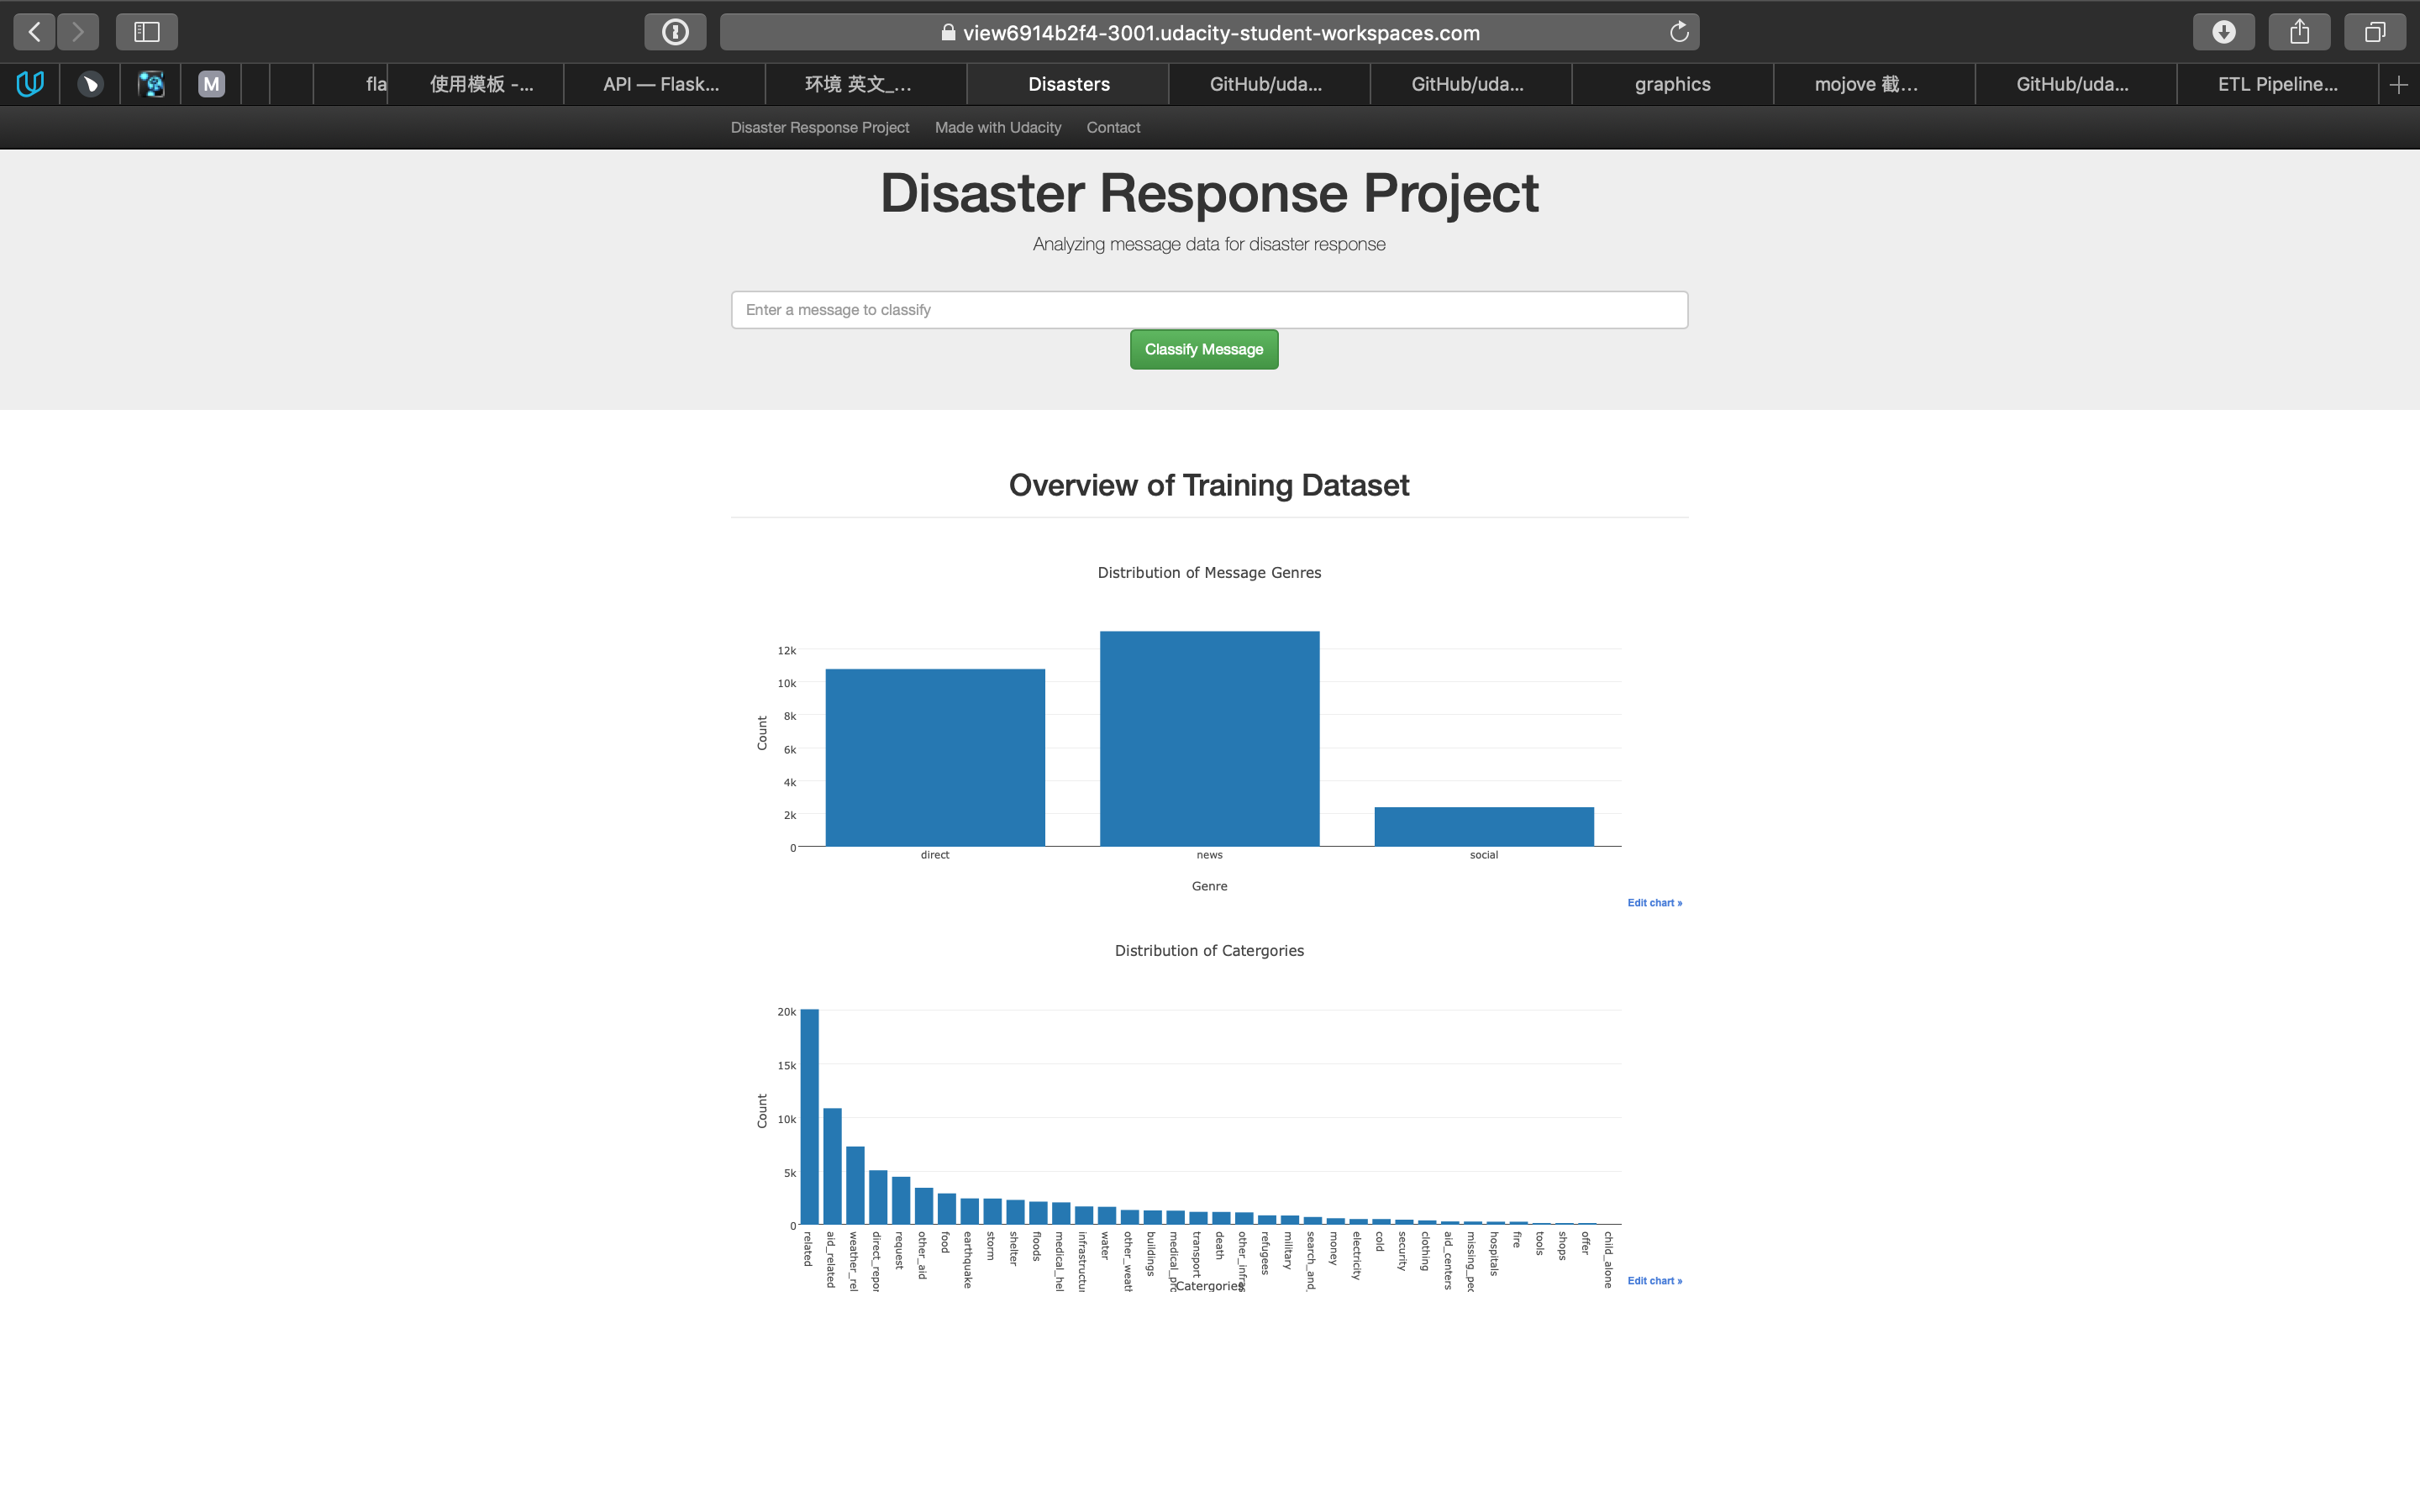 view6914b2f4-3001.udacity-student-workspaces.com
M
fla
使用模板 -...
API — Flask...
环境 英文_...
Disasters
GitHub/uda...
GitHub/uda...
graphics
mojove 截...
GitHub/uda...
ETL Pipeline...
Disaster Response Project
Made with Udacity
Contact
Disaster Response Project
Analyzing message data for disaster response
Enter a message to classify
Classify Message
Overview of Training Dataset
Distribution of Message Genres
12k
10k
8k
6k
4k
2k
0
Count
direct
news
social
Genre
Edit chart »
Distribution of Catergories
20k
15k
10k
5k
0
Count
related
aid_related
weather_rel
direct_repor
request
other_aid
food
earthquake
storm
shelter
floods
medical_hel
infrastructu
water
other_weath
buildings
medical_pro
transport
death
other_infras
refugees
military
search_and_
money
electricity
cold
security
clothing
aid_centers
missing_peo
hospitals
fire
tools
shops
offer
child_alone
Catergories
Edit chart »